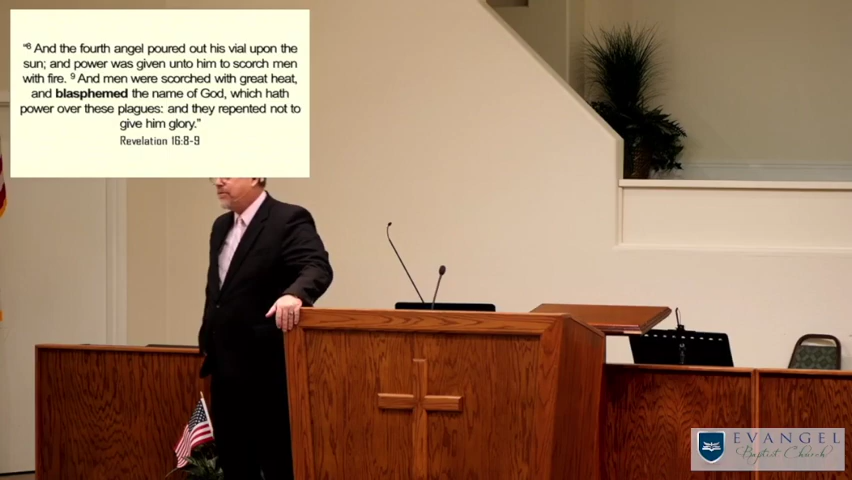 “⁸ And the fourth angel poured out his vial upon the
sun; and power was given unto him to scorch men
with fire. ⁹ And men were scorched with great heat,
and blasphemed the name of God, which hath
power over these plagues: and they repented not to
give him glory.”
Revelation 16:8-9
EVANGEL
Baptist Church